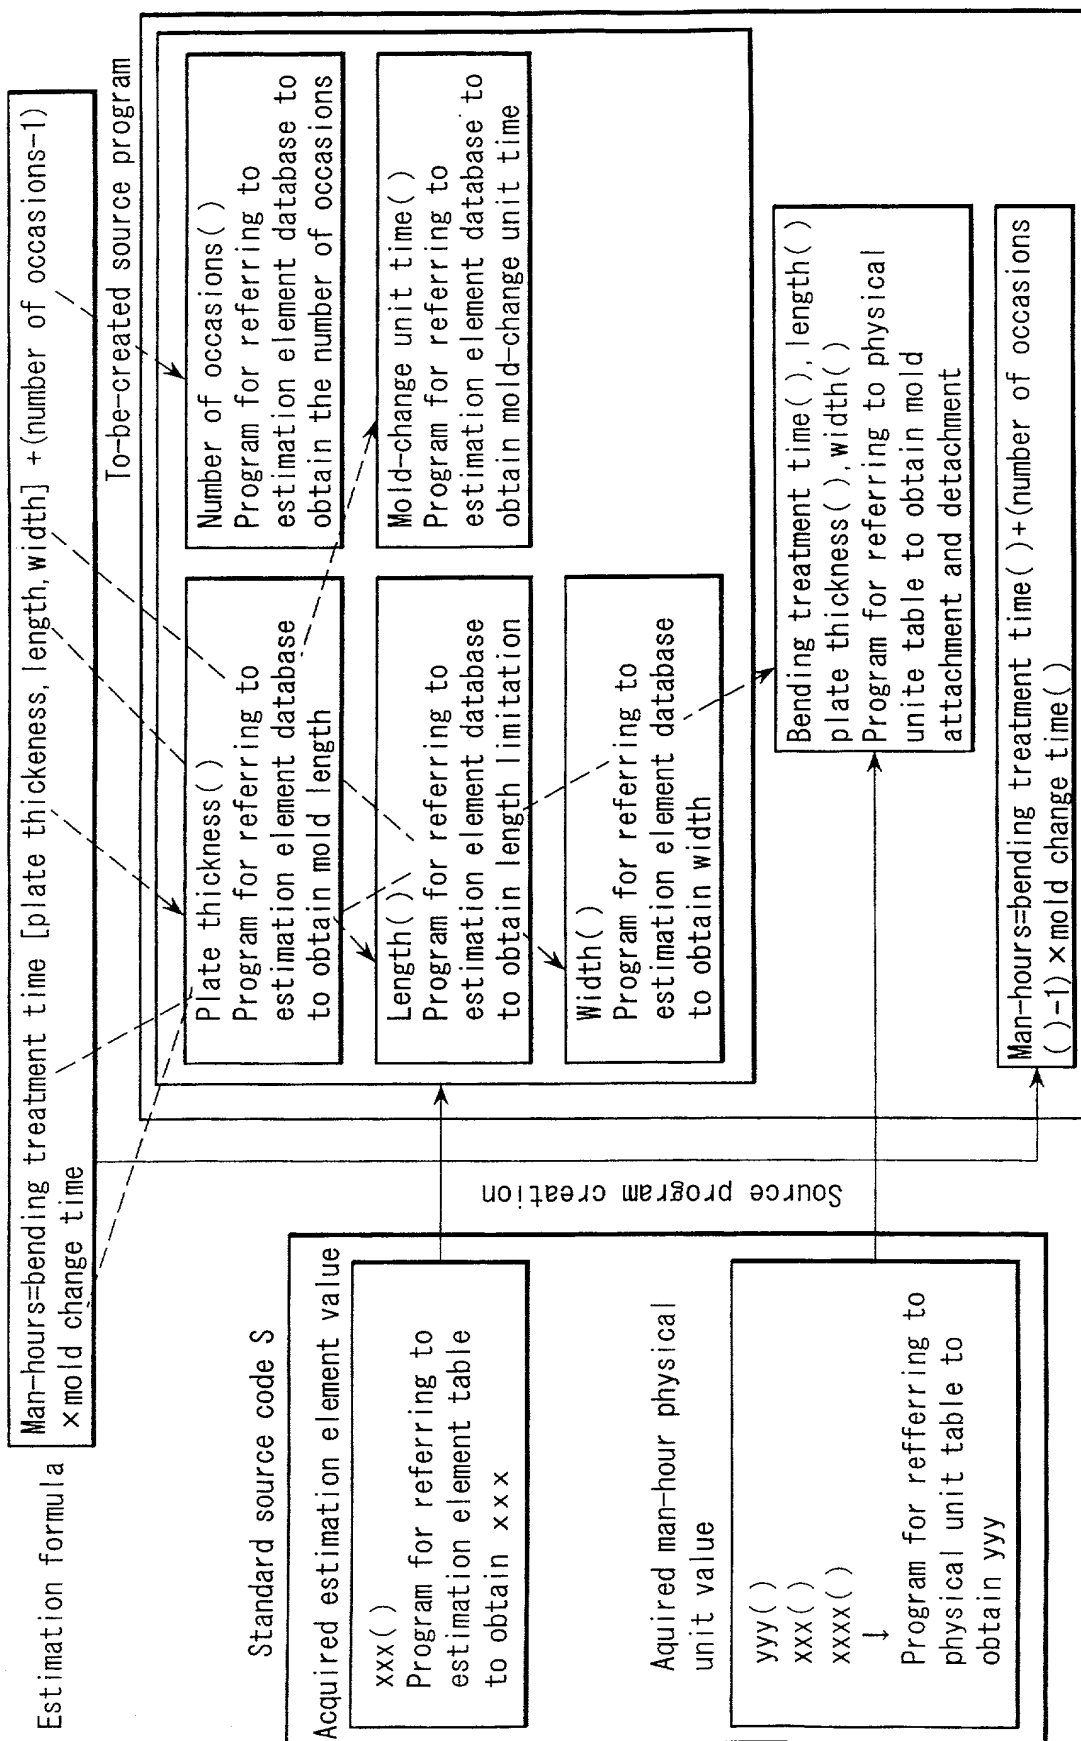 Estimation formula
Man-hours=bending treatment time [plate thickeness, length, width] +(number of occasions-1)
×mold change time
Standard source code S
Acquired estimation element value
xxx()
Program for referring to
estimation element table
to obtain xxx
Aquired man-hour physical
unit value
yyy()
xxx()
xxxx()
↓
Program for refferring to
physical unit table to
obtain yyy
Source program creation
To-be-created source program
Plate thickness()
Program for referring to
estimation element database
to obtain mold length
Length()
Program for referring to
estimation element database
to obtain length limitation
Width()
Program for referring to
estimation element database
to obtain width
Number of occasions()
Program for referring to
estimation element database to
obtain the number of occasions
Mold-change unit time()
Program for referring to
estimation element database to
obtain mold-change unit time
Bending treatment time(), length()
plate thickness(), width()
Program for referring to physical
unite table to obtain mold
attachment and detachment
Man-hours=bending treatment time()+(number of occasions
()-1)×mold change time()